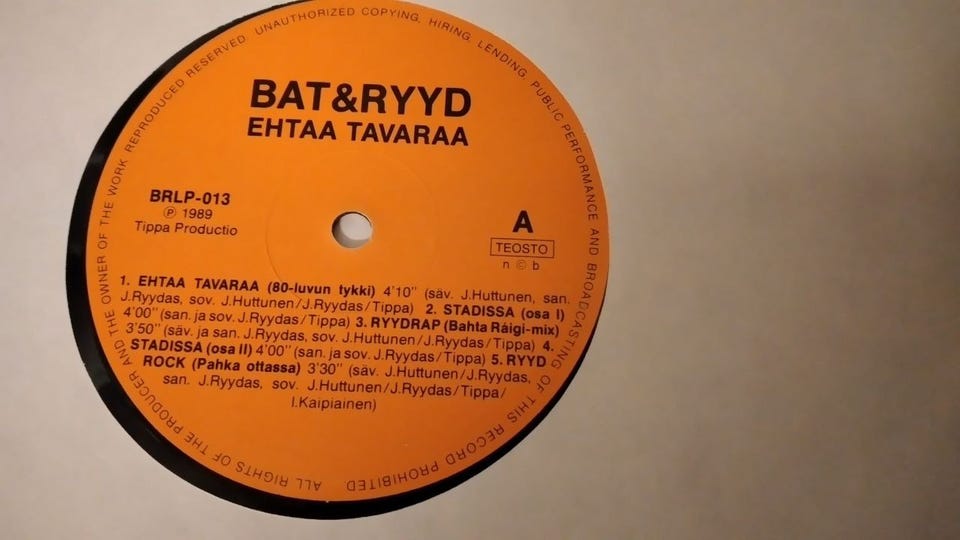 BAT&RYYD
EHTAA TAVARAA
BRLP-013
Ⓟ 1989
Tippa Productio
A
TEOSTO
n © b
1. EHTAA TAVARAA (80-luvun tykki) 4'10" (säv. J.Huttunen, san.
J.Ryydas, sov. J.Huttunen/J.Ryydas/Tippa) 2. STADISSA (osa I)
4'00" (san. ja sov. J.Ryydas/Tippa) 3. RYYDRAP (Bahta Ráigi-mix)
3'50" (säv. ja san. J.Ryydas, sov. J.Huttunen/J.Ryydas/Tippa) 4.
STADISSA (osa II) 4'00" (san. ja sov. J.Ryydas/Tippa) 5. RYYD
ROCK (Pahka ottassa) 3'30" (säv. J.Huttunen/J.Ryydas,
san. J.Ryydas, sov. J.Huttunen/J.Ryydas/Tippa/
I.Kaipiainen)
ALL RIGHTS OF THE PRODUCER AND THE OWNER OF THE WORK REPRODUCED RESERVED. UNAUTHORIZED COPYING, HIRING, LENDING, PUBLIC PERFORMANCE AND BROADCASTING OF THIS RECORD PROHIBITED.